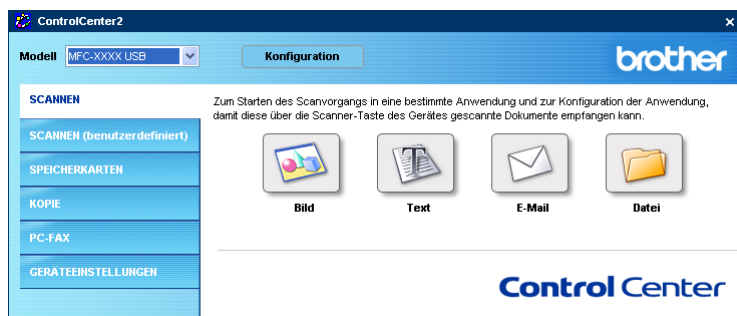 ControlCenter2
Modell MFC-XXXX USB Konfiguration brother
SCANNEN
SCANNEN (benutzerdefiniert)
SPEICHERKARTEN
KOPIE
PC-FAX
GERÄTEEINSTELLUNGEN
Zum Starten des Scanvorgangs in eine bestimmte Anwendung und zur Konfiguration der Anwendung,
damit diese über die Scanner-Taste des Gerätes gescannte Dokumente empfangen kann.
Bild Text E-Mail Datei
Control Center